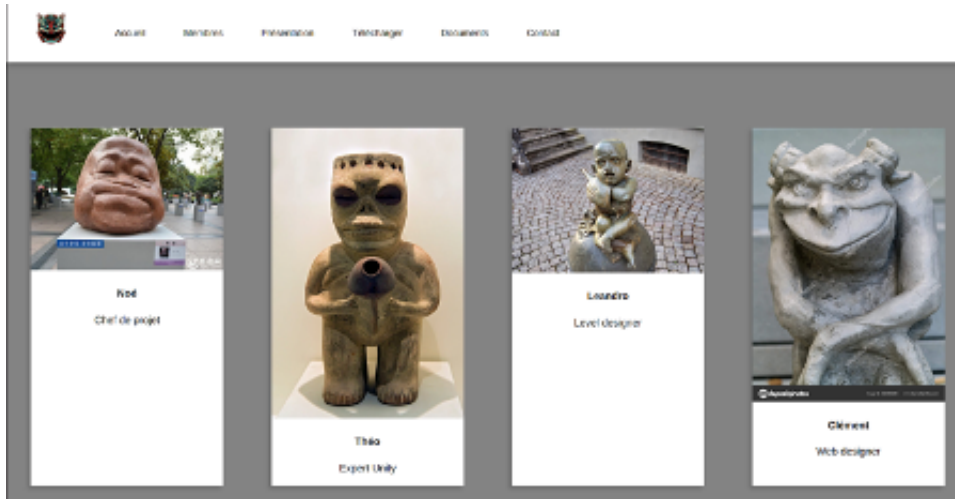 Accueil
Membres
Présentation
Télécharger
Documents
Contact
Noé
Chef de projet
Théo
Expert Unity
Leandro
Level designer
depositphotos
Clément
Web designer